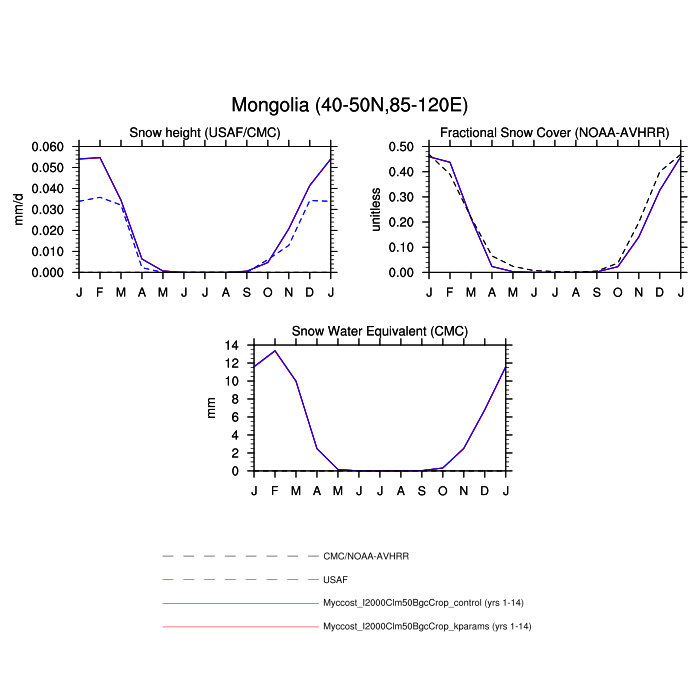 Mongolia (40-50N,85-120E)
Snow height (USAF/CMC)
0.060
0.050
0.040
0.030
0.020
0.010
0.000
mm/d
J F M A M J J A S O N D J
Fractional Snow Cover (NOAA-AVHRR)
0.50
0.40
0.30
0.20
0.10
0.00
unitless
J F M A M J J A S O N D J
Snow Water Equivalent (CMC)
14
12
10
8
6
4
2
0
mm
J F M A M J J A S O N D J
CMC/NOAA-AVHRR
USAF
Myccost_I2000Clm50BgcCrop_control (yrs 1-14)
Myccost_I2000Clm50BgcCrop_kparams (yrs 1-14)